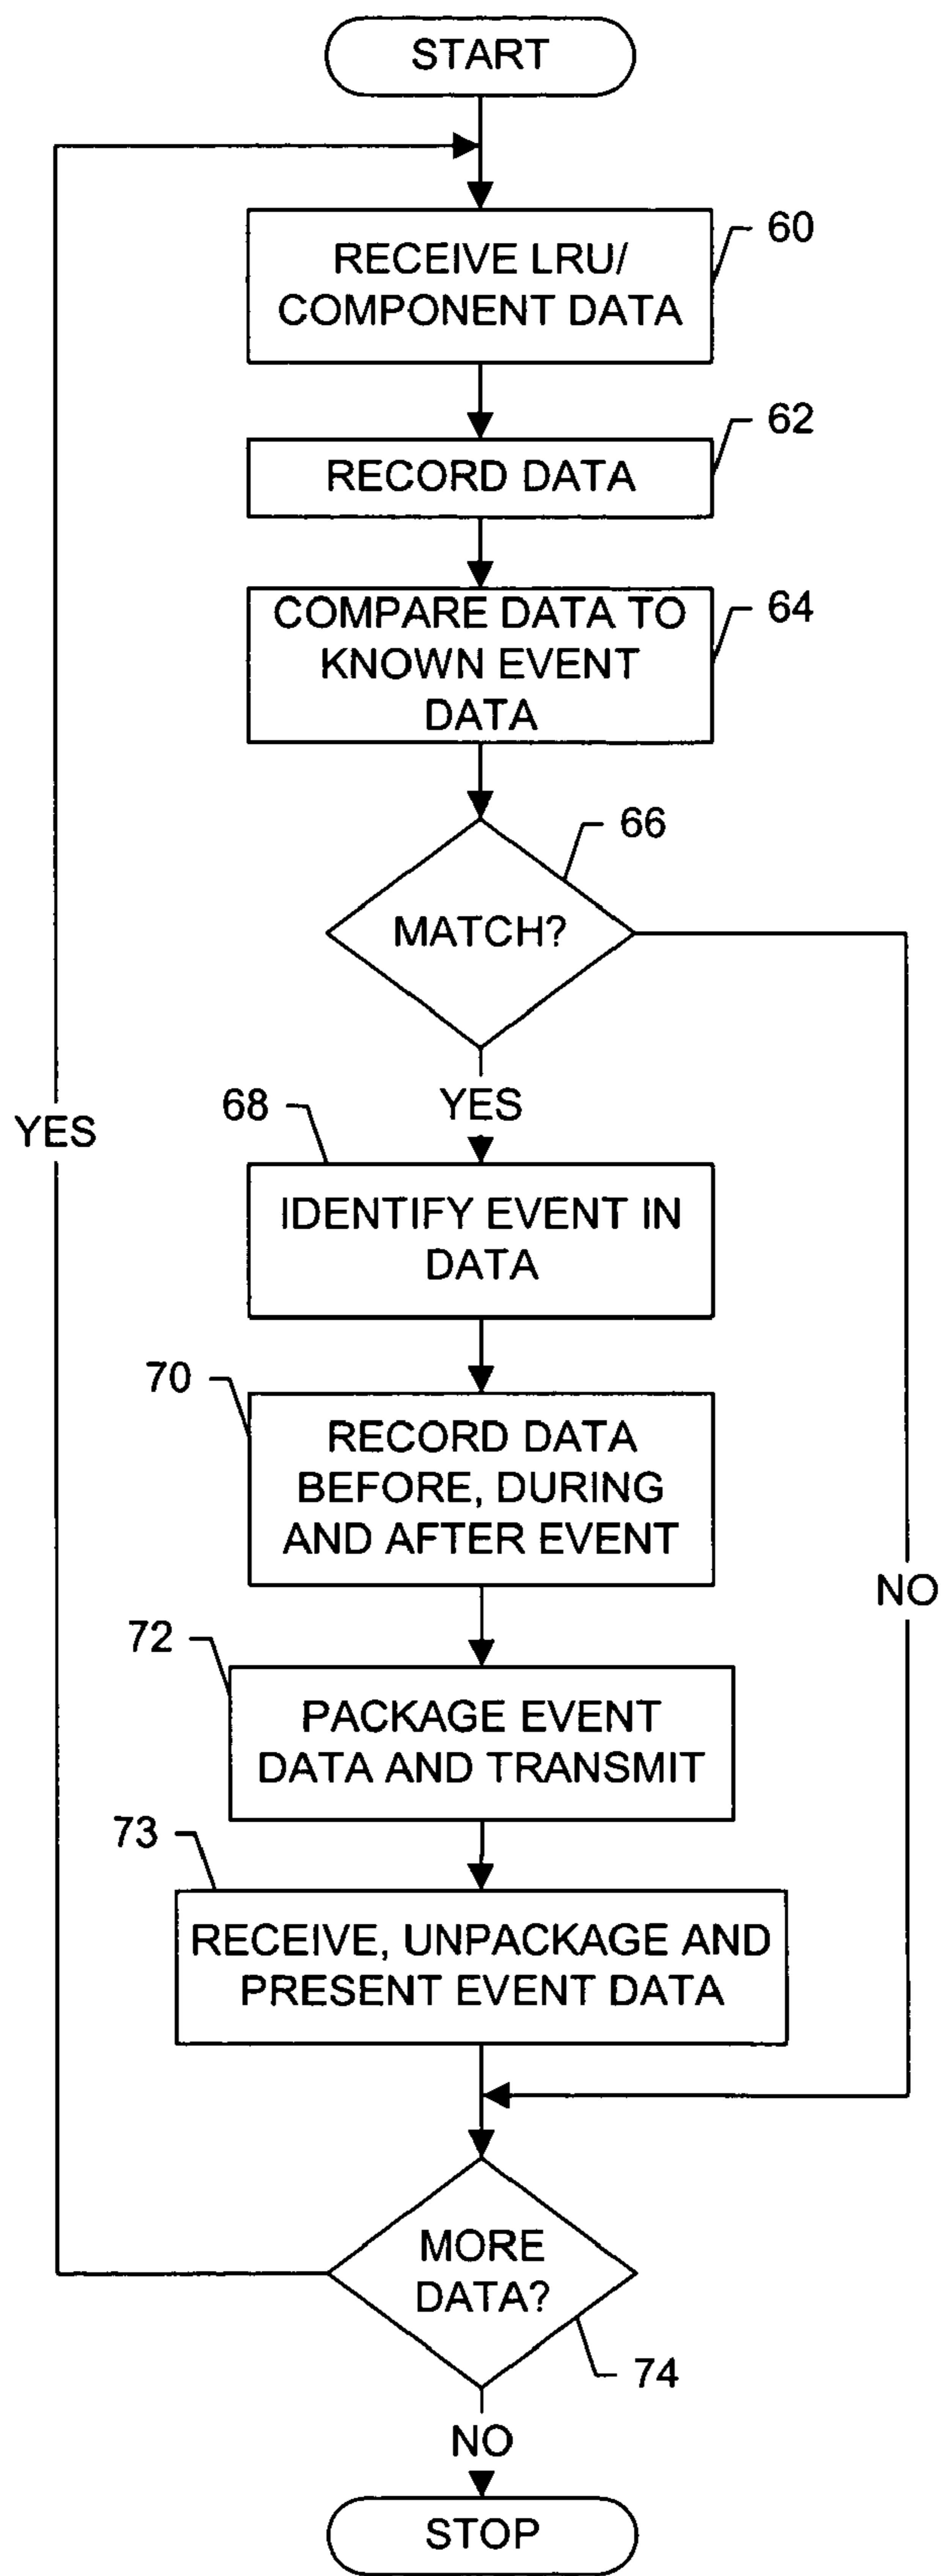 START
60
RECEIVE LRU/
COMPONENT DATA
62
RECORD DATA
64
COMPARE DATA TO
KNOWN EVENT
DATA
66
MATCH?
YES
68
YES
IDENTIFY EVENT IN
DATA
70
RECORD DATA
BEFORE, DURING
AND AFTER EVENT
NO
72
PACKAGE EVENT
DATA AND TRANSMIT
73
RECEIVE, UNPACKAGE AND
PRESENT EVENT DATA
MORE
DATA?
74
NO
STOP